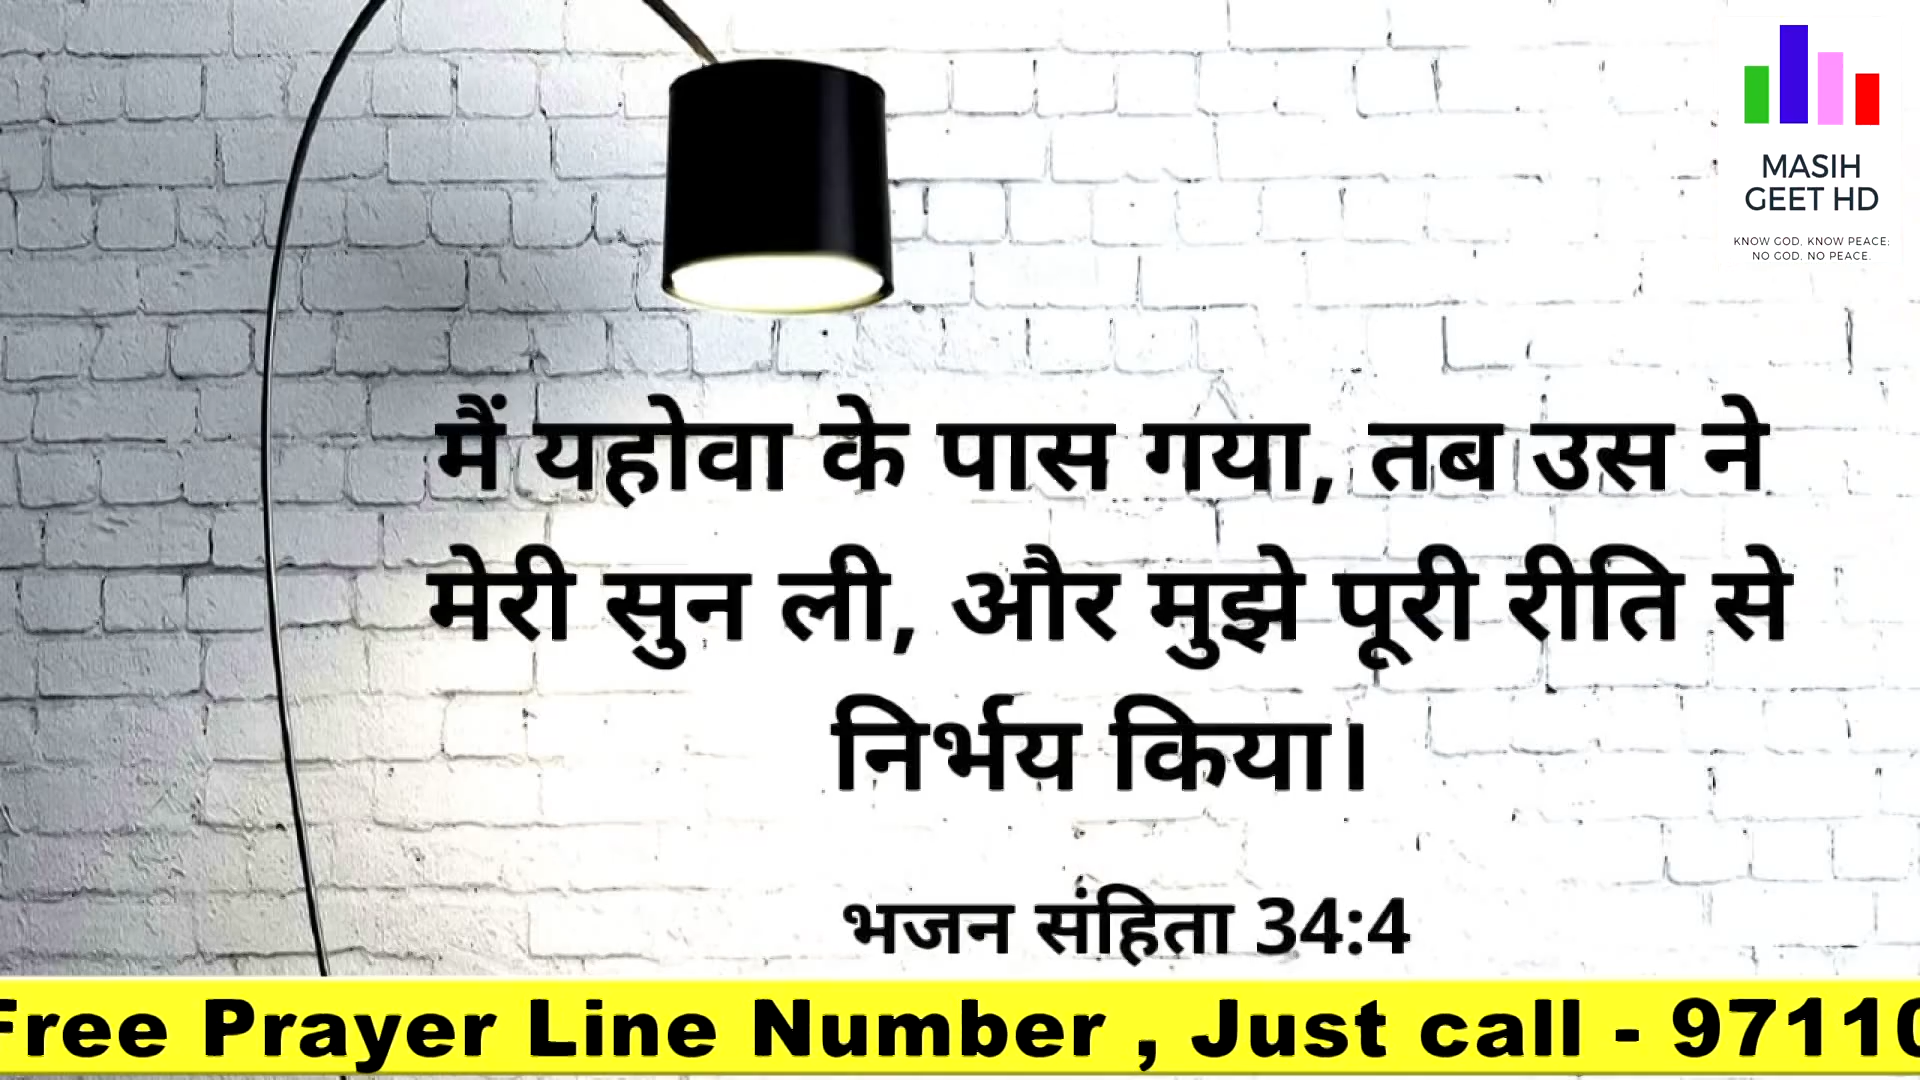 MASIH
GEET HD
KNOW GOD, KNOW PEACE;
NO GOD, NO PEACE.
मैं यहोवा के पास गया, तब उस ने
मेरी सुन ली, और मुझे पूरी रीति से
निर्भय किया।
भजन संहिता 34:4
Free Prayer Line Number , Just call - 97110